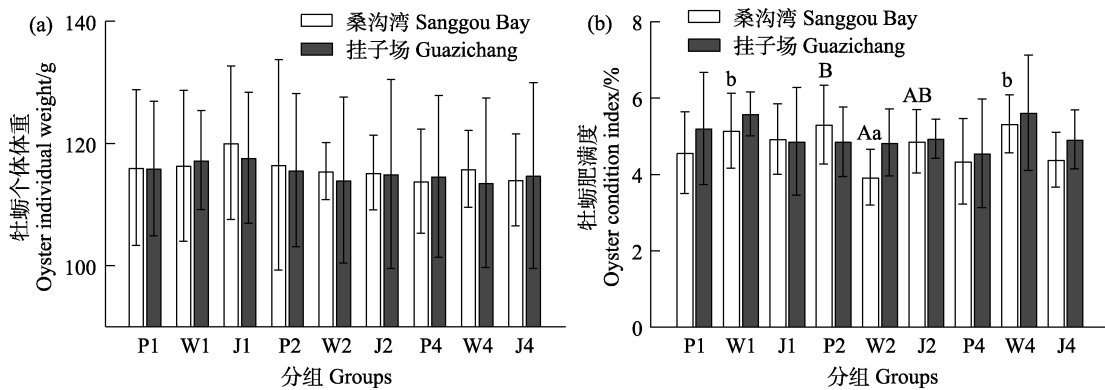 (a)
桑沟湾 Sanggou Bay
挂子场 Guazichang
牡蛎个体体重
Oyster individual weight/g
140
120
100
P1 W1 J1 P2 W2 J2 P4 W4 J4
分组 Groups
(b)
桑沟湾 Sanggou Bay
挂子场 Guazichang
牡蛎肥满度
Oyster condition index/%
8
6
4
2
0
b B Aa AB b
P1 W1 J1 P2 W2 J2 P4 W4 J4
分组 Groups